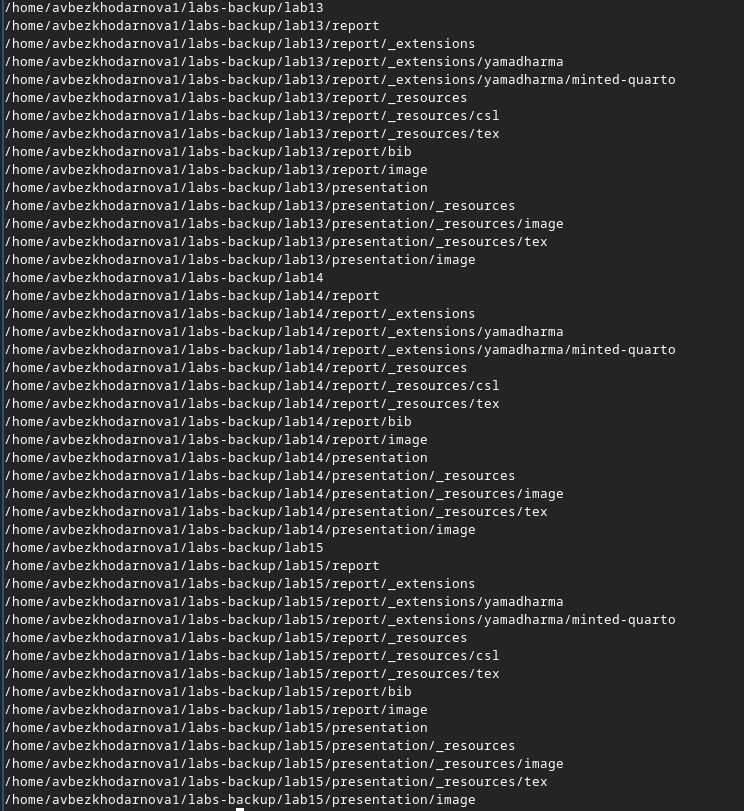 /home/avbezkhodarnova1/labs-backup/lab13
/home/avbezkhodarnova1/labs-backup/lab13/report
/home/avbezkhodarnova1/labs-backup/lab13/report/_extensions
/home/avbezkhodarnova1/labs-backup/lab13/report/_extensions/yamadharma
/home/avbezkhodarnova1/labs-backup/lab13/report/_extensions/yamadharma/minted-quarto
/home/avbezkhodarnova1/labs-backup/lab13/report/_resources
/home/avbezkhodarnova1/labs-backup/lab13/report/_resources/csl
/home/avbezkhodarnova1/labs-backup/lab13/report/_resources/tex
/home/avbezkhodarnova1/labs-backup/lab13/report/bib
/home/avbezkhodarnova1/labs-backup/lab13/report/image
/home/avbezkhodarnova1/labs-backup/lab13/presentation
/home/avbezkhodarnova1/labs-backup/lab13/presentation/_resources
/home/avbezkhodarnova1/labs-backup/lab13/presentation/_resources/image
/home/avbezkhodarnova1/labs-backup/lab13/presentation/_resources/tex
/home/avbezkhodarnova1/labs-backup/lab13/presentation/image
/home/avbezkhodarnova1/labs-backup/lab14
/home/avbezkhodarnova1/labs-backup/lab14/report
/home/avbezkhodarnova1/labs-backup/lab14/report/_extensions
/home/avbezkhodarnova1/labs-backup/lab14/report/_extensions/yamadharma
/home/avbezkhodarnova1/labs-backup/lab14/report/_extensions/yamadharma/minted-quarto
/home/avbezkhodarnova1/labs-backup/lab14/report/_resources
/home/avbezkhodarnova1/labs-backup/lab14/report/_resources/csl
/home/avbezkhodarnova1/labs-backup/lab14/report/_resources/tex
/home/avbezkhodarnova1/labs-backup/lab14/report/bib
/home/avbezkhodarnova1/labs-backup/lab14/report/image
/home/avbezkhodarnova1/labs-backup/lab14/presentation
/home/avbezkhodarnova1/labs-backup/lab14/presentation/_resources
/home/avbezkhodarnova1/labs-backup/lab14/presentation/_resources/image
/home/avbezkhodarnova1/labs-backup/lab14/presentation/_resources/tex
/home/avbezkhodarnova1/labs-backup/lab14/presentation/image
/home/avbezkhodarnova1/labs-backup/lab15
/home/avbezkhodarnova1/labs-backup/lab15/report
/home/avbezkhodarnova1/labs-backup/lab15/report/_extensions
/home/avbezkhodarnova1/labs-backup/lab15/report/_extensions/yamadharma
/home/avbezkhodarnova1/labs-backup/lab15/report/_extensions/yamadharma/minted-quarto
/home/avbezkhodarnova1/labs-backup/lab15/report/_resources
/home/avbezkhodarnova1/labs-backup/lab15/report/_resources/csl
/home/avbezkhodarnova1/labs-backup/lab15/report/_resources/tex
/home/avbezkhodarnova1/labs-backup/lab15/report/bib
/home/avbezkhodarnova1/labs-backup/lab15/report/image
/home/avbezkhodarnova1/labs-backup/lab15/presentation
/home/avbezkhodarnova1/labs-backup/lab15/presentation/_resources
/home/avbezkhodarnova1/labs-backup/lab15/presentation/_resources/image
/home/avbezkhodarnova1/labs-backup/lab15/presentation/_resources/tex
/home/avbezkhodarnova1/labs-backup/lab15/presentation/image